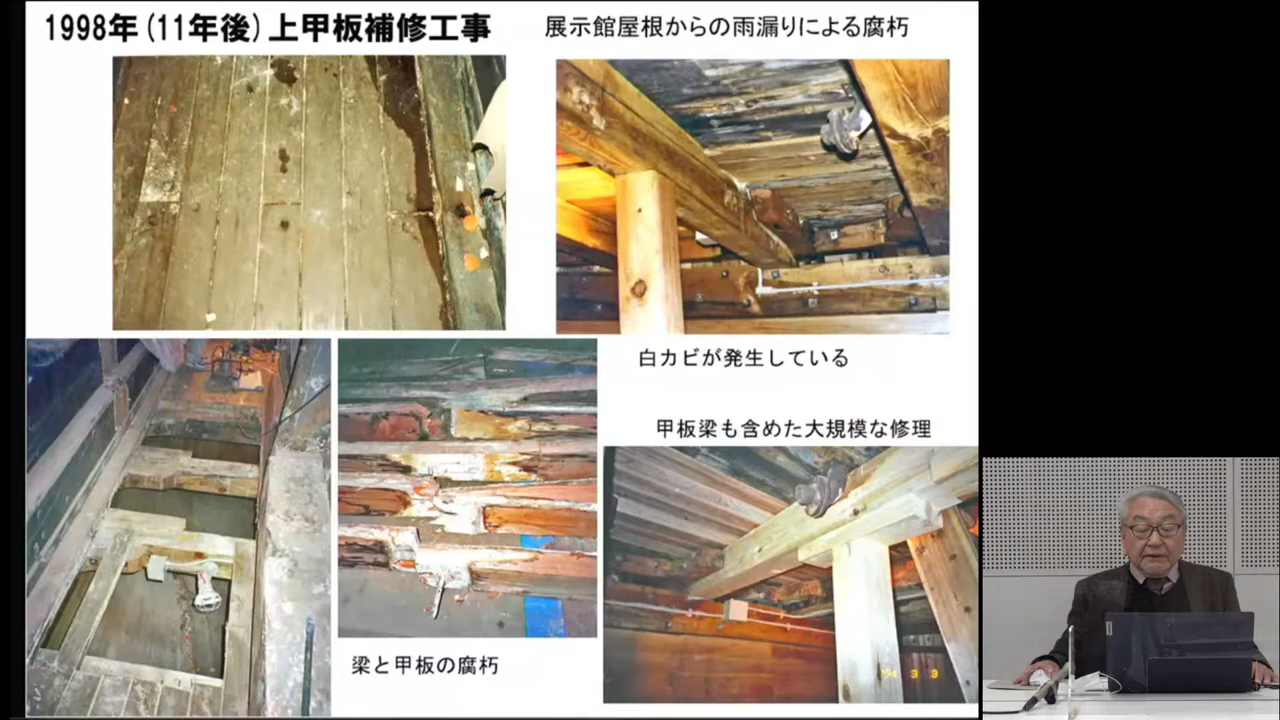 1998年(11年後)上甲板補修工事
展示館屋根からの雨漏りによる腐朽
白カビが発生している
甲板梁も含めた大規模な修理
梁と甲板の腐朽